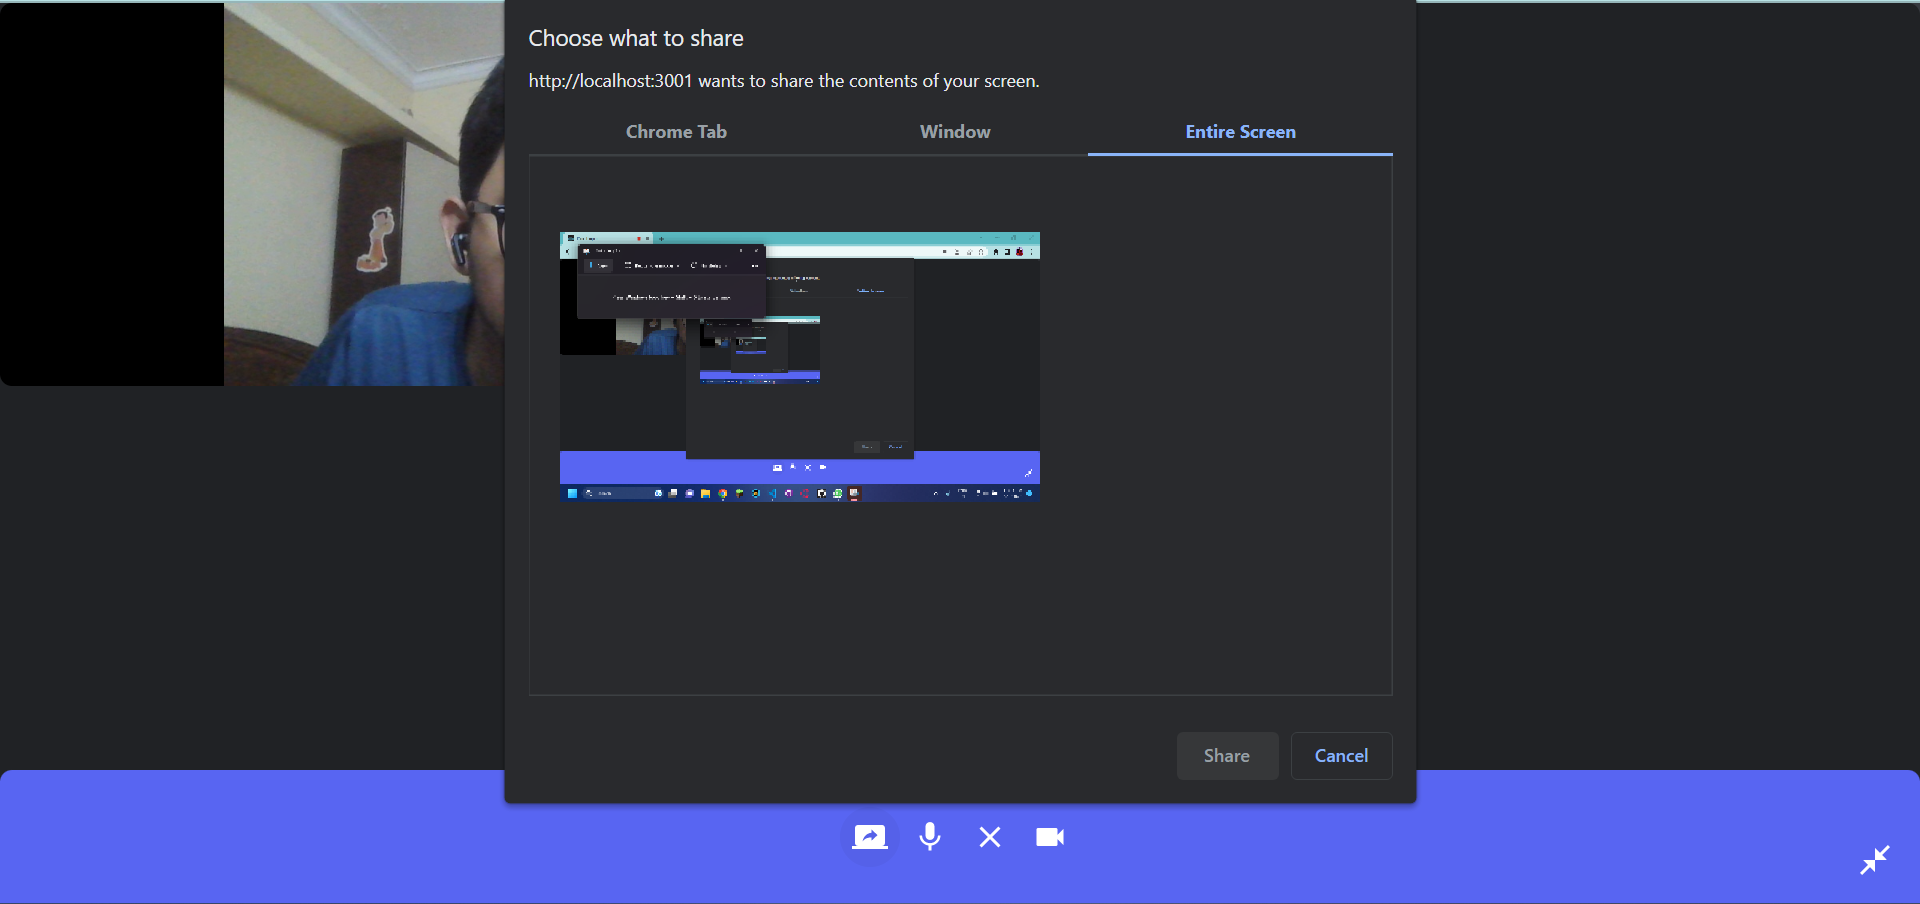 Choose what to share
http://localhost:3001 wants to share the contents of your screen.
Chrome Tab
Window
Entire Screen
Share
Cancel